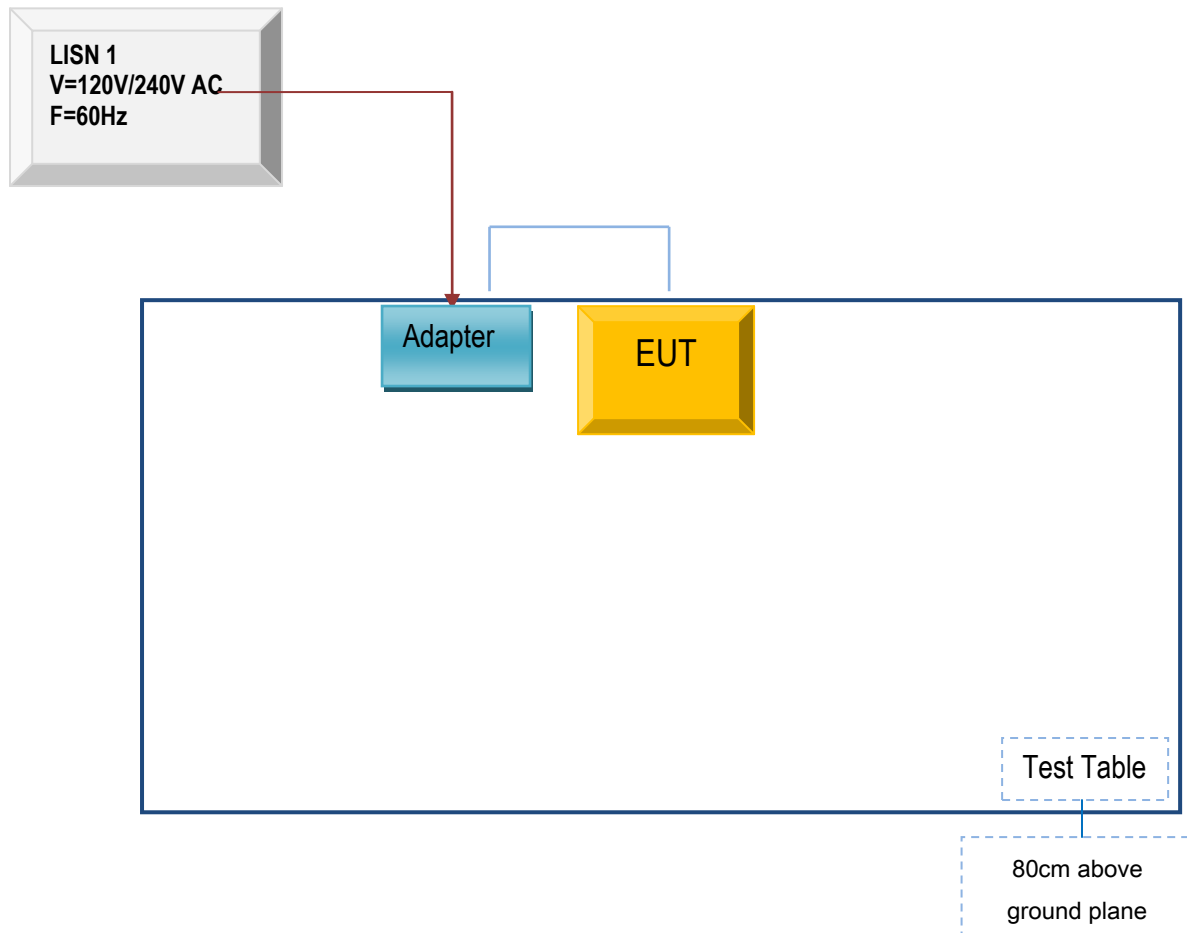 LISN 1
V=120V/240V AC
F=60Hz
Adapter
EUT
Test Table
80cm above
ground plane